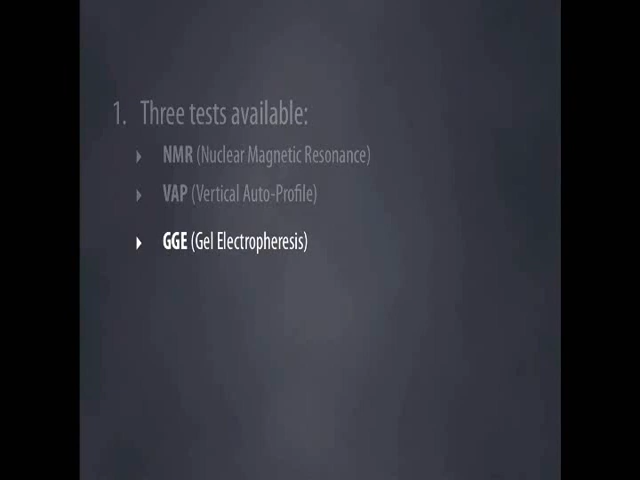 1. Three tests available:
NMR (Nuclear Magnetic Resonance)
VAP (Vertical Auto-Profile)
GGE (Gel Electropheresis)